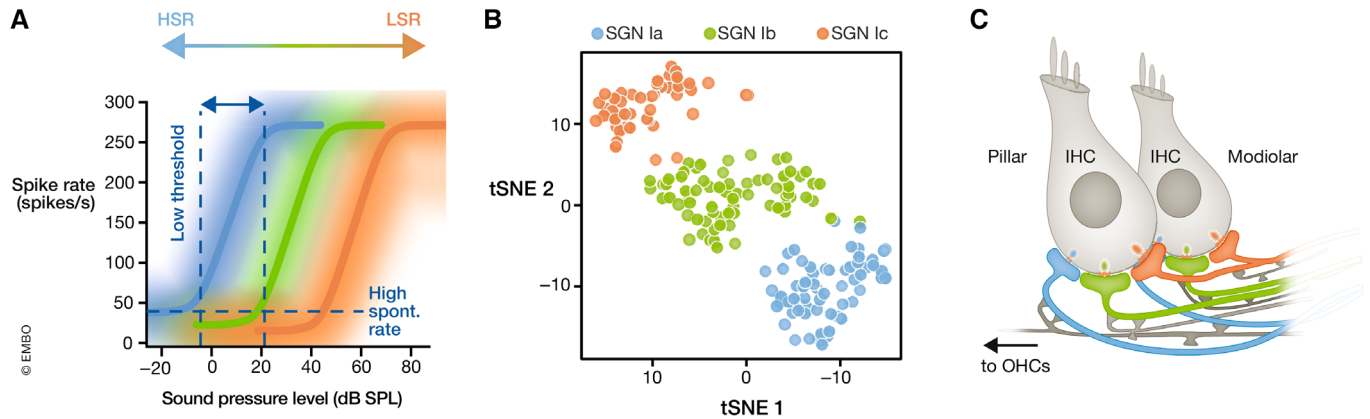 A
HSR
LSR
300
250
200
150
100
50
0
Spike rate
(spikes/s)
Low threshold
High
spont.
rate
−20
0
20
40
60
80
Sound pressure level (dB SPL)
© EMBO
B
SGN Ia
SGN Ib
SGN Ic
10
0
−10
tSNE 2
10
0
−10
tSNE 1
C
Pillar
IHC
IHC
Modiolar
to OHCs